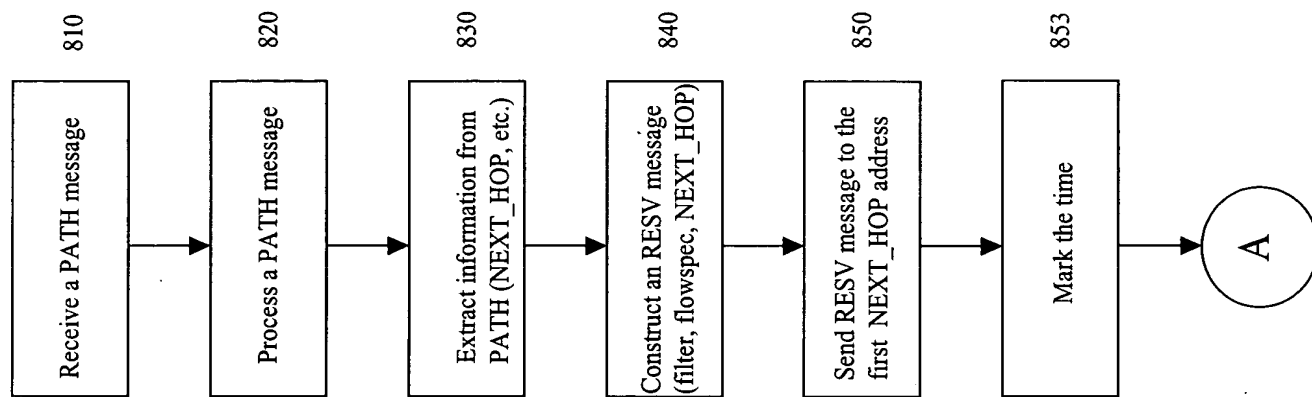 Receive a PATH message
810
Process a PATH message
820
Extract information from
PATH (NEXT_HOP, etc.)
830
Construct an RESV message
(filter, flowspec, NEXT_HOP)
840
Send RESV message to the
first NEXT_HOP address
850
Mark the time
853
A